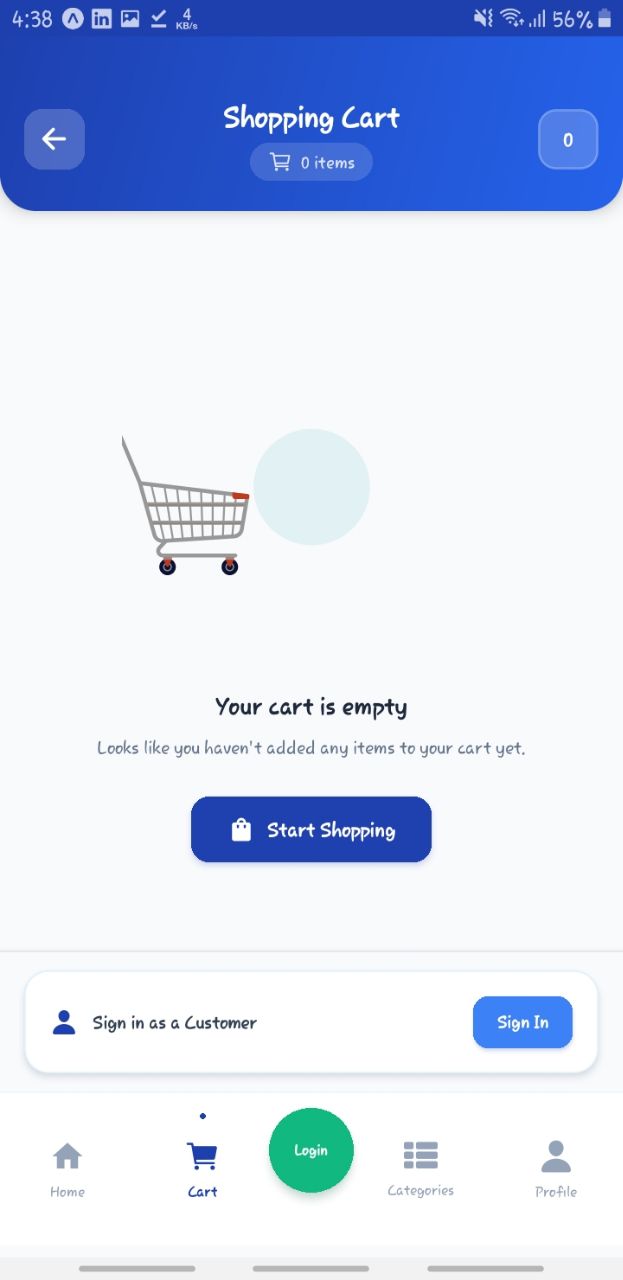 4:38
4
KB/s
56%
Shopping Cart
0 items
0
Your cart is empty
Looks like you haven't added any items to your cart yet.
Start Shopping
Sign in as a Customer
Sign In
Login
Home
Cart
Categories
Profile